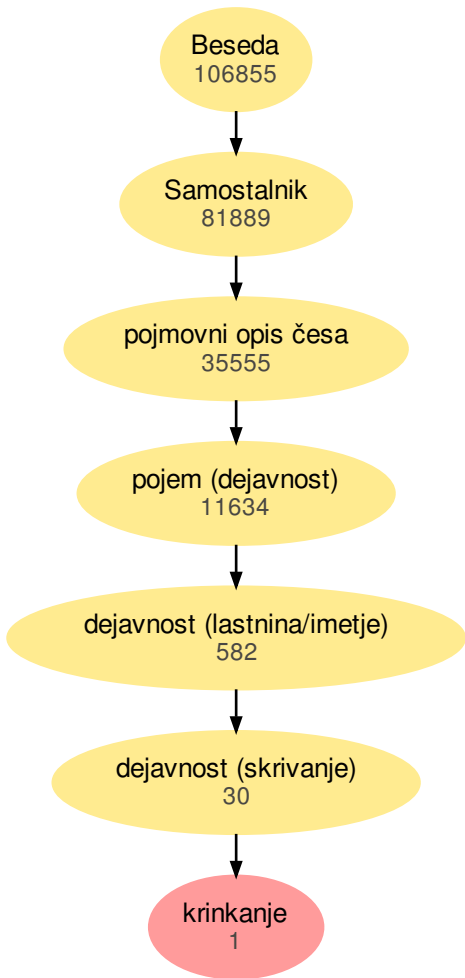 Beseda
106855
Samostalnik
81889
pojmovni opis česa
35555
pojem (dejavnost)
11634
dejavnost (lastnina/imetje)
582
dejavnost (skrivanje)
30
krinkanje
1